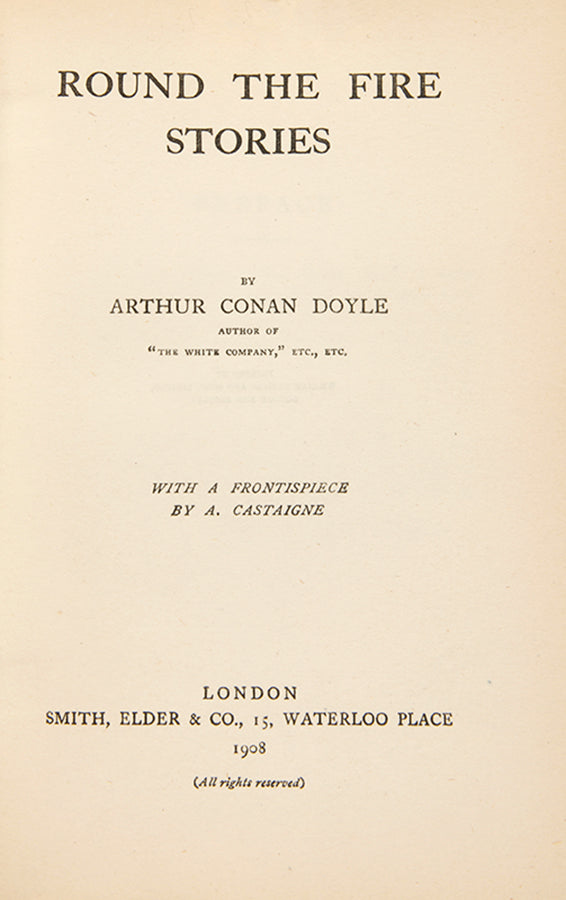 ROUND THE FIRE
STORIES
BY
ARTHUR CONAN DOYLE
AUTHOR OF
“THE WHITE COMPANY,” ETC., ETC.
WITH A FRONTISPIECE
BY A. CASTAIGNE
LONDON
SMITH, ELDER & CO., 15, WATERLOO PLACE
1908
(All rights reserved)